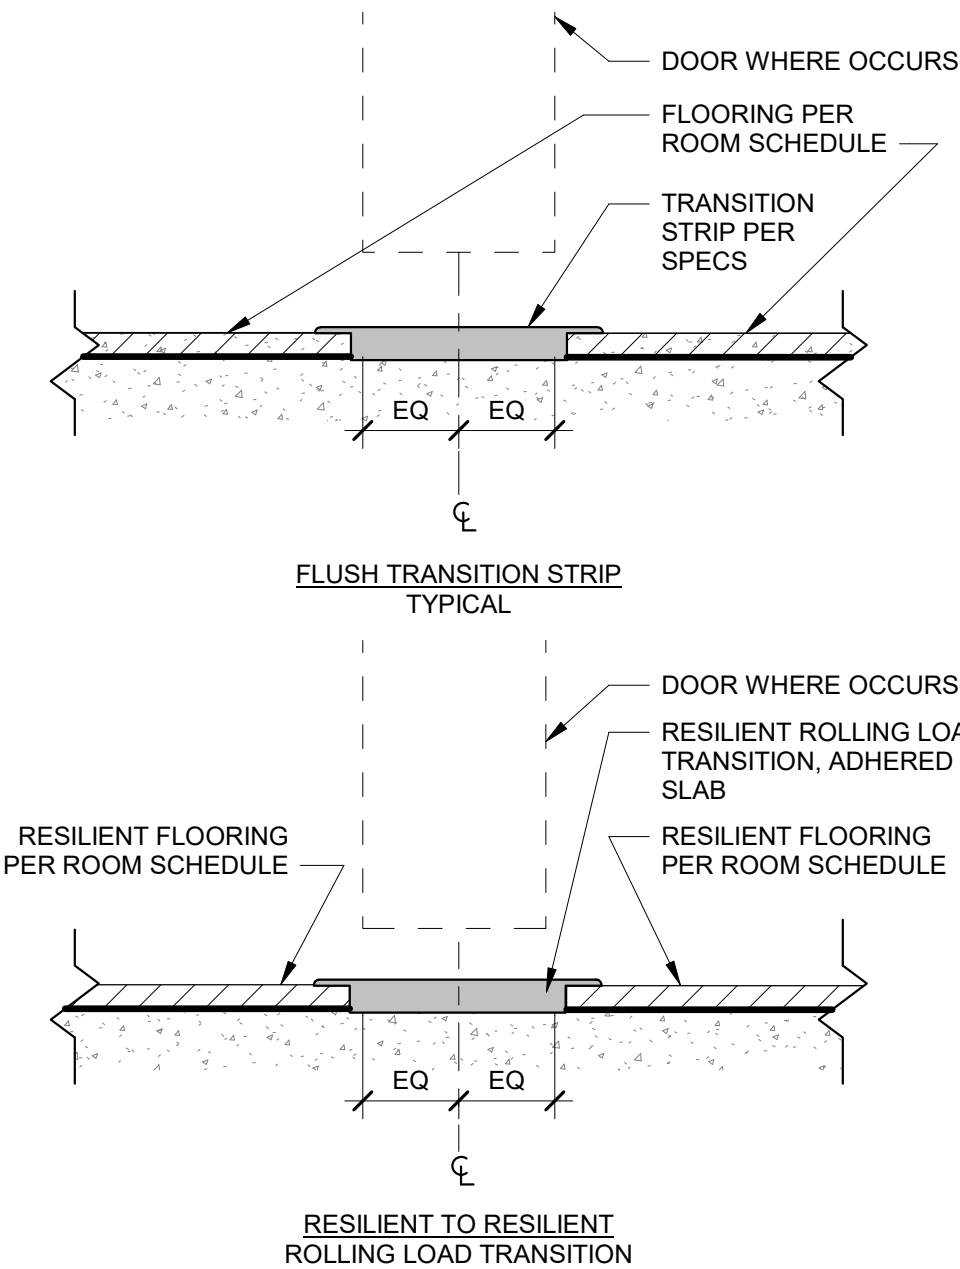 DOOR WHERE OCCURS
FLOORING PER
ROOM SCHEDULE
TRANSITION
STRIP PER
SPECS
EQ EQ
℄
FLUSH TRANSITION STRIP
TYPICAL
DOOR WHERE OCCURS
RESILIENT ROLLING
TRANSITION, ADHERED
SLAB
RESILIENT FLOORING
PER ROOM SCHEDULE
RESILIENT FLOORING
PER ROOM SCHEDULE
EQ EQ
℄
RESILIENT TO RESILIENT
ROLLING LOAD TRANSITION